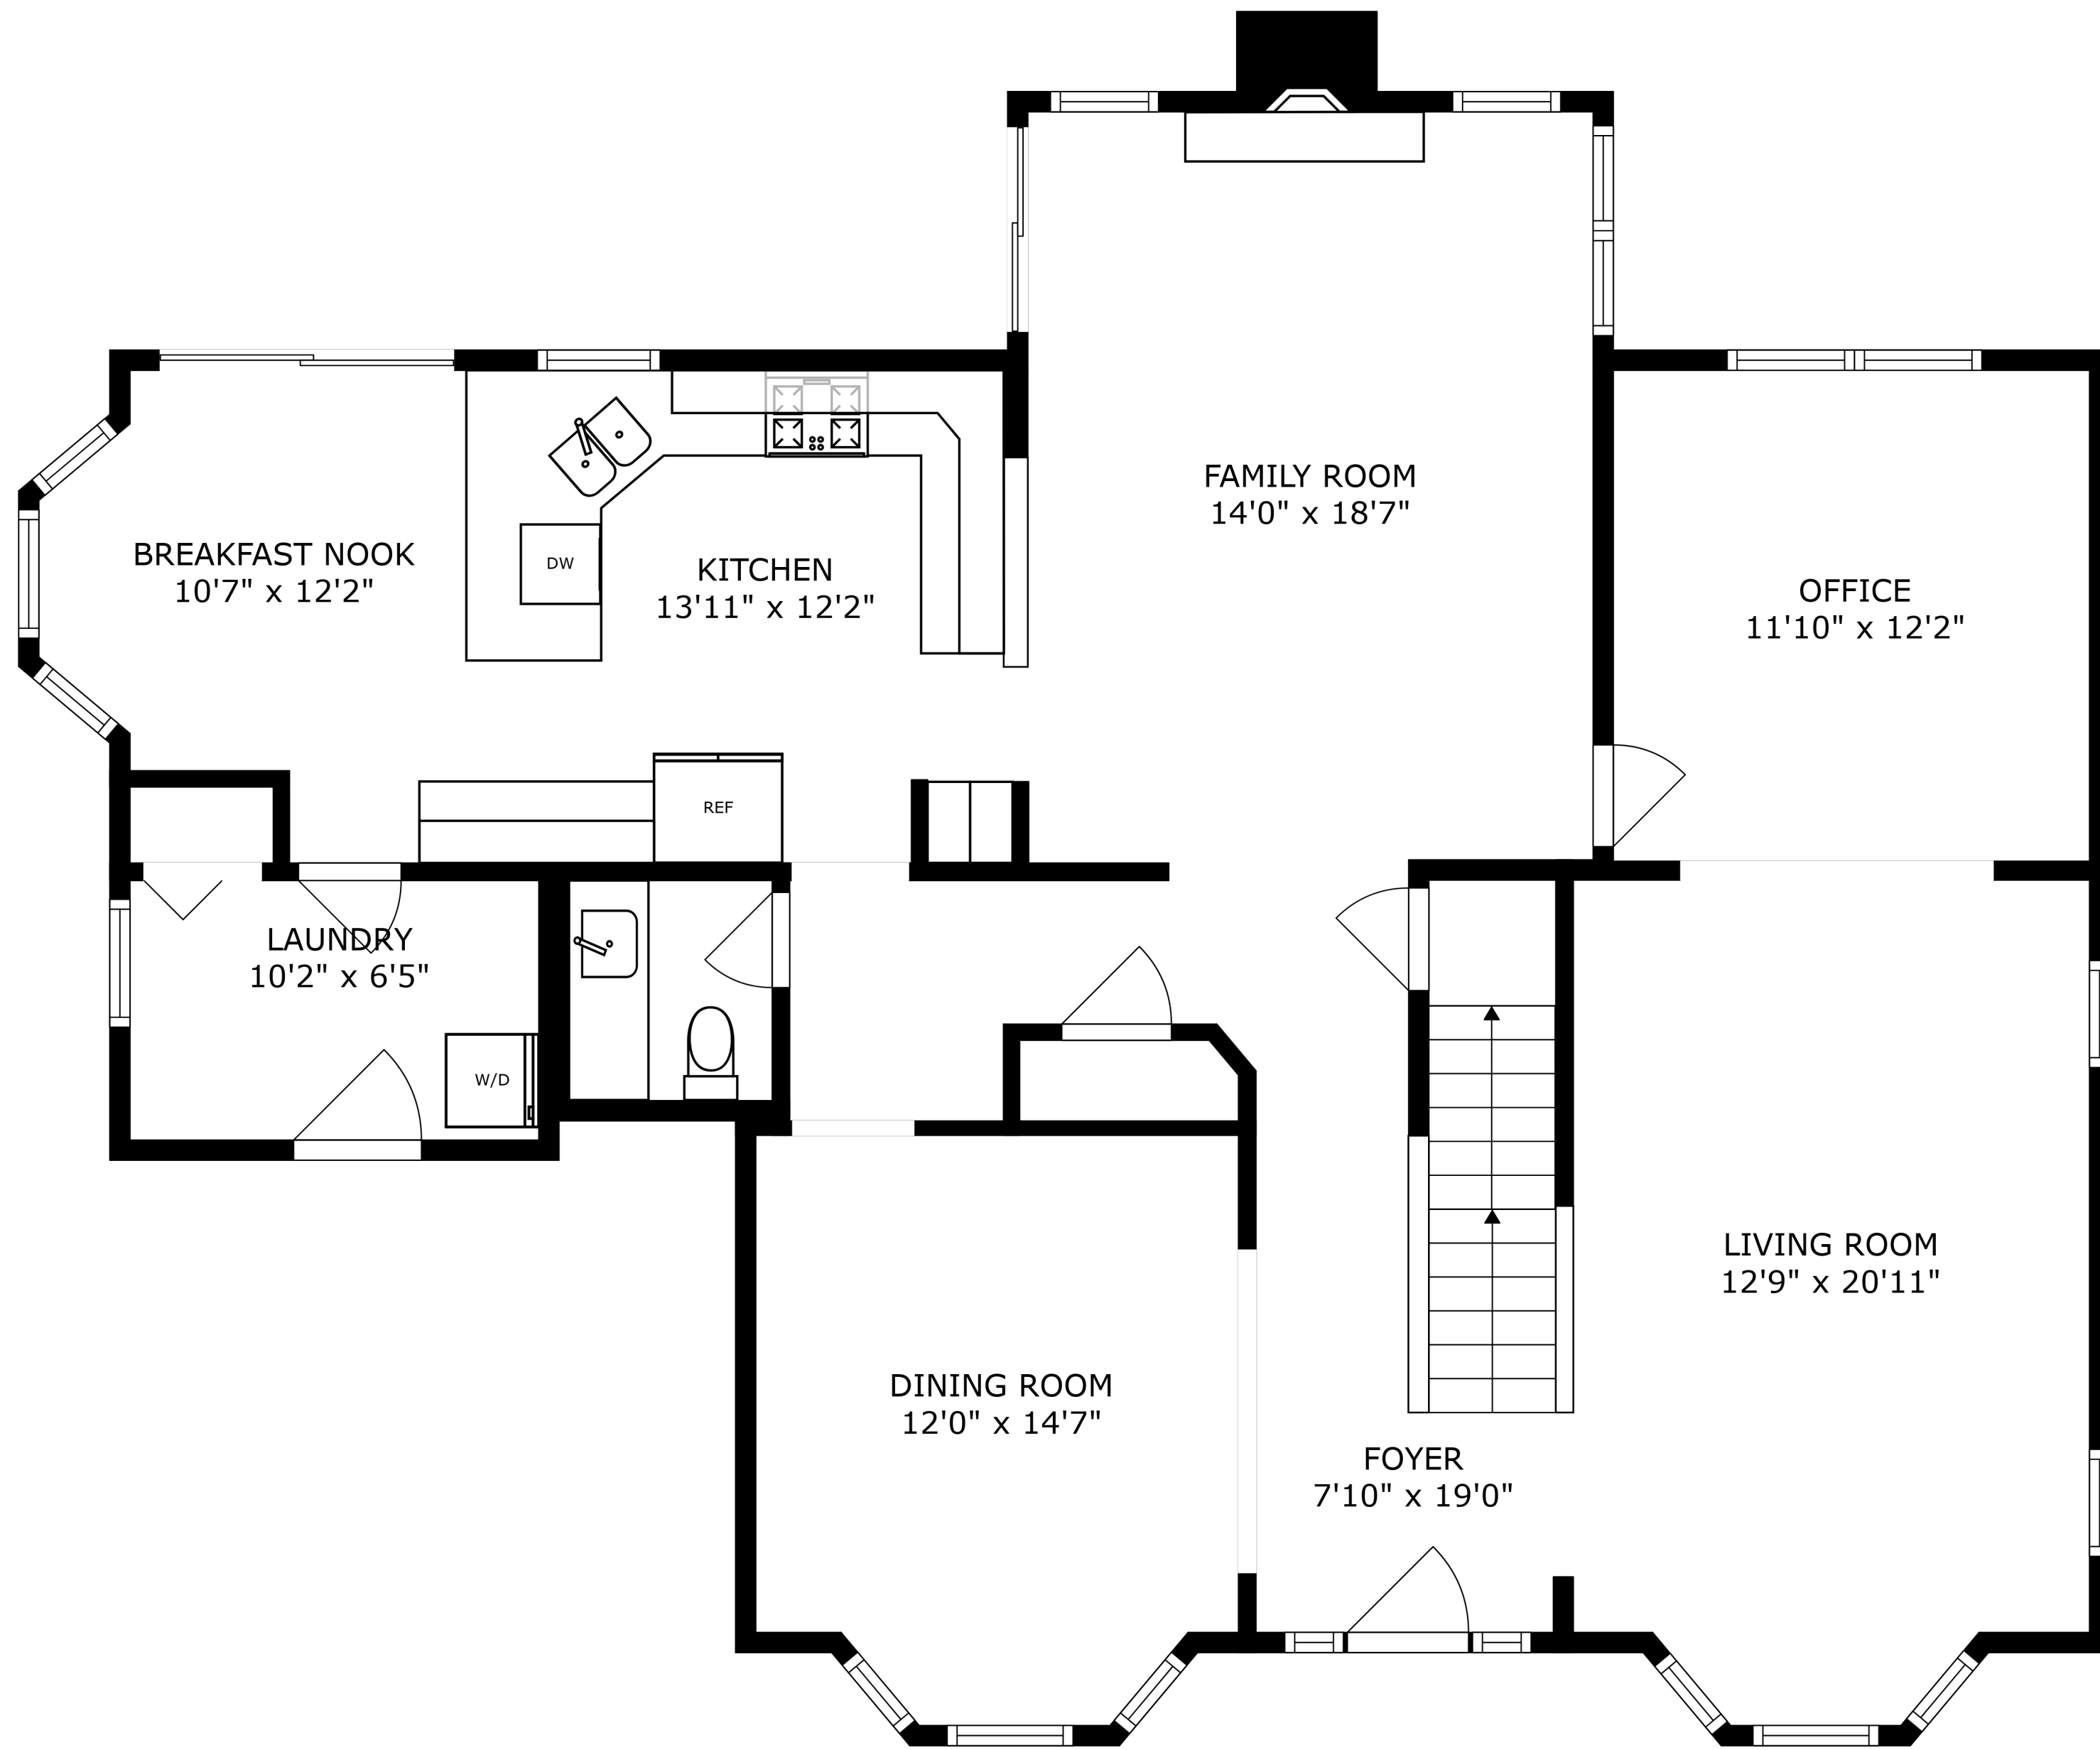 FAMILY ROOM
14'0" x 18'7"
BREAKFAST NOOK
10'7" x 12'2"
DW
KITCHEN
13'11" x 12'2"
OFFICE
11'10" x 12'2"
REF
LAUNDRY
10'2" x 6'5"
W/D
LIVING ROOM
12'9" x 20'11"
DINING ROOM
12'0" x 14'7"
FOYER
7'10" x 19'0"